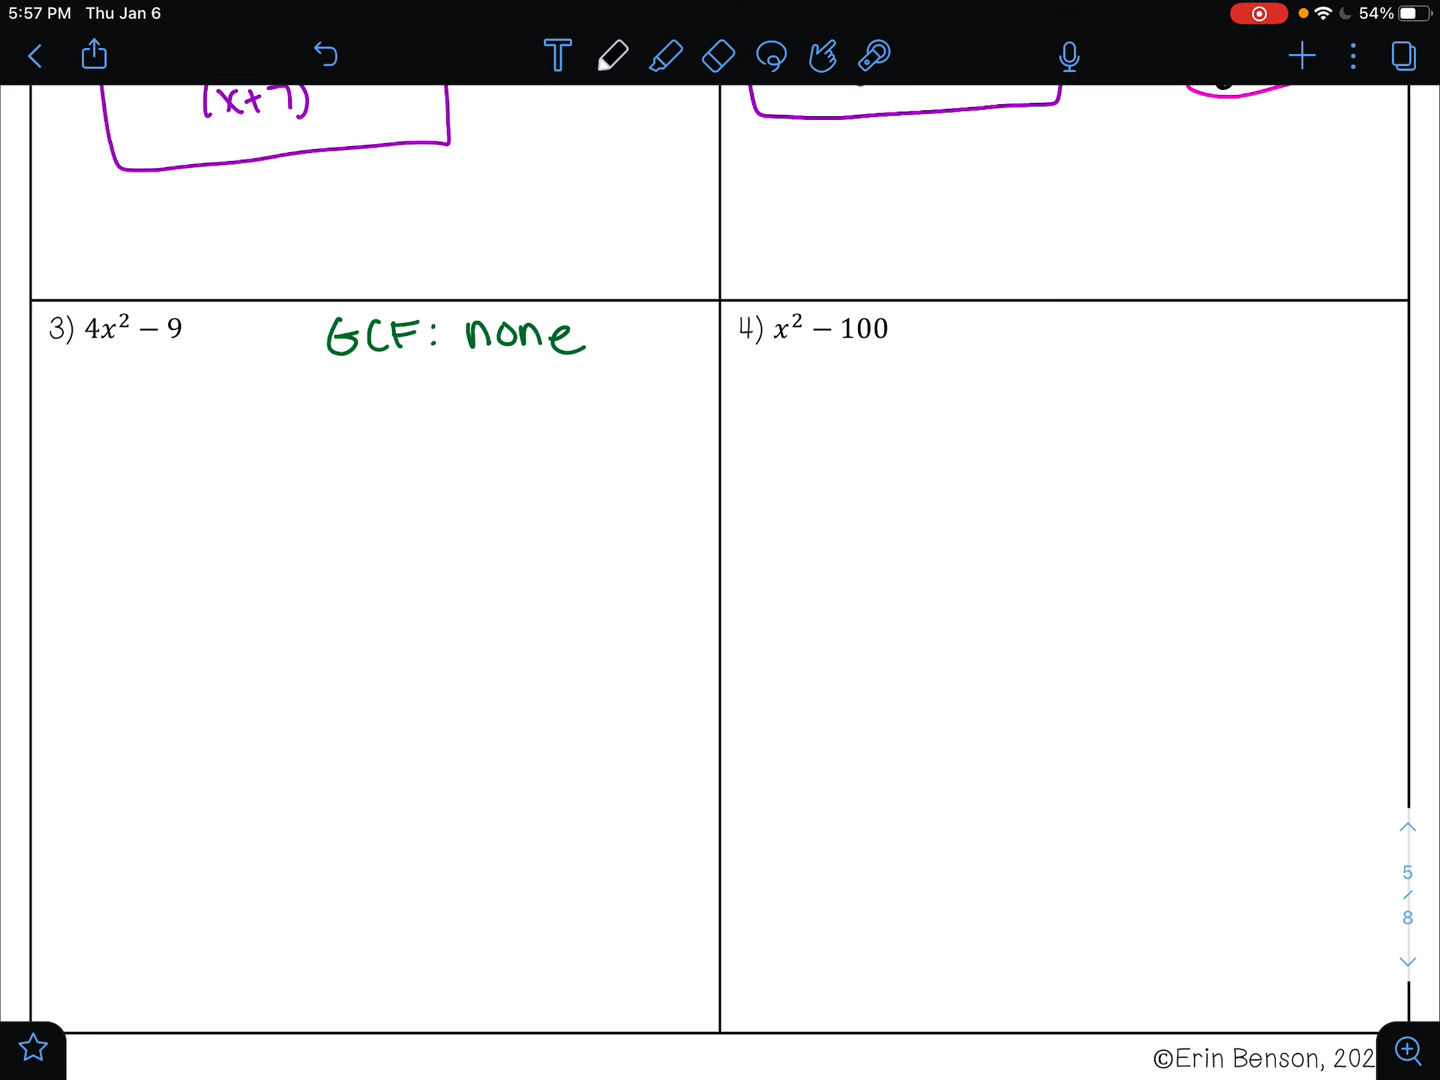 5:57 PM Thu Jan 6 54%
T
(x+7)
3) 4x² − 9 GCF: none
4) x² − 100
5
/
8
©Erin Benson, 202